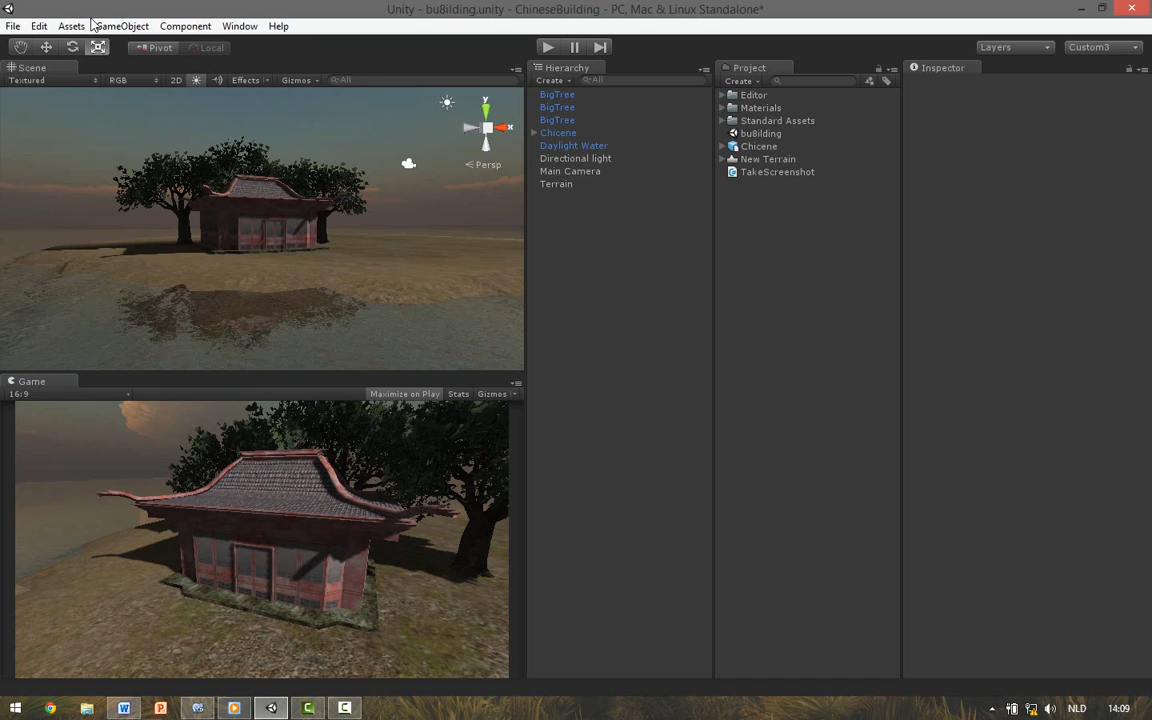 Unity - bu8ilding.unity - ChineseBuilding - PC, Mac & Linux Standalone*
File Edit Assets GameObject Component Window Help
Pivot Local Layers Custom3
Scene Hierarchy Project Inspector
Textured RGB 2D Effects Gizmos All Create All Create
BigTree
BigTree
BigTree
Chicene
Daylight Water
Directional light
Main Camera
Terrain
Editor
Materials
Standard Assets
bu8ilding
Chicene
New Terrain
TakeScreenshot
y
x
Persp
Game
16:9 Maximize on Play Stats Gizmos
NLD 14:09